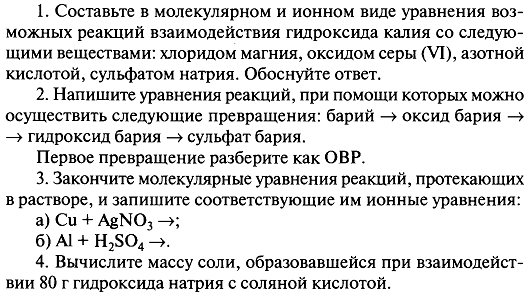 1. Составьте в молекулярном и ионном виде уравнения воз-
можных реакций взаимодействия гидроксида калия со следую-
щими веществами: хлоридом магния, оксидом серы (VI), азотной
кислотой, сульфатом натрия. Обоснуйте ответ.
2. Напишите уравнения реакций, при помощи которых можно
осуществить следующие превращения: барий → оксид бария →
→ гидроксид бария → сульфат бария.
Первое превращение разберите как ОВР.
3. Закончите молекулярные уравнения реакций, протекающих
в растворе, и запишите соответствующие им ионные уравнения:
а) Cu + AgNO₃ →;
б) Al + H₂SO₄ →.
4. Вычислите массу соли, образовавшейся при взаимодейст-
вии 80 г гидроксида натрия с соляной кислотой.